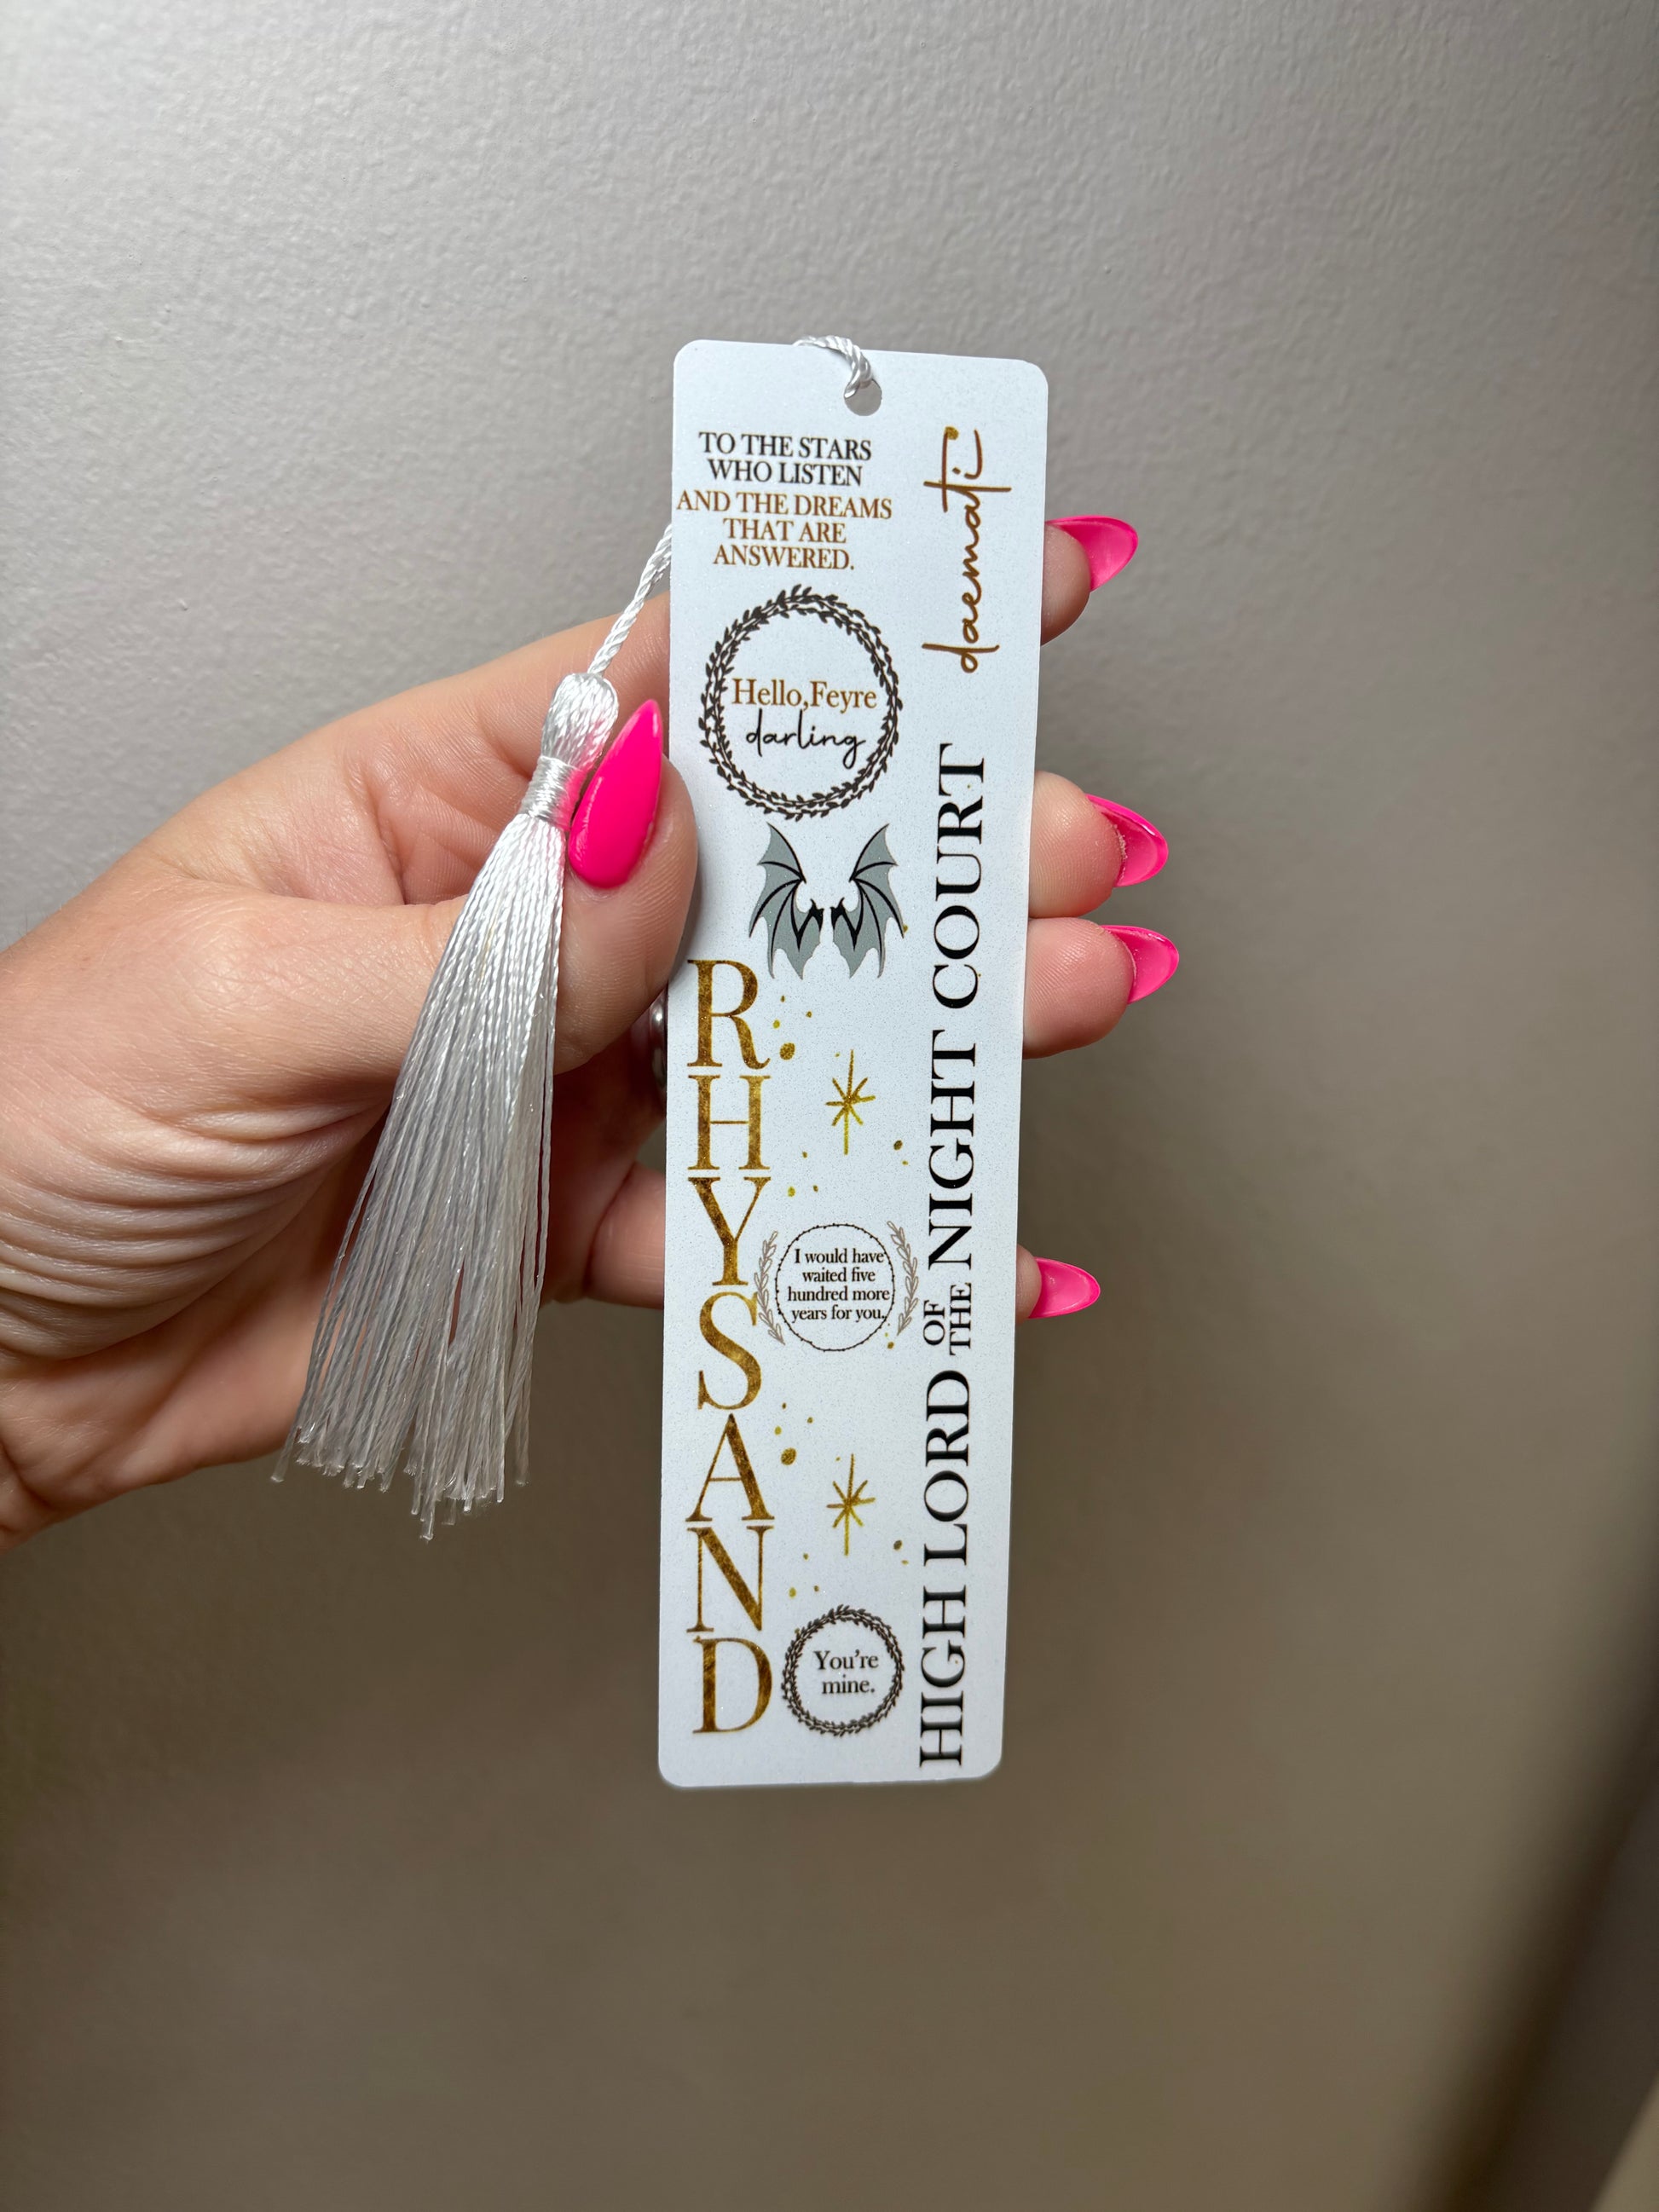 TO THE STARS
WHO LISTEN
AND THE DREAMS
THAT ARE
ANSWERED.
daemati
Hello,Feyre
darling
RHYSAND
I would have
waited five
hundred more
years for you.
You're
mine.
HIGH LORD OF THE NIGHT COURT